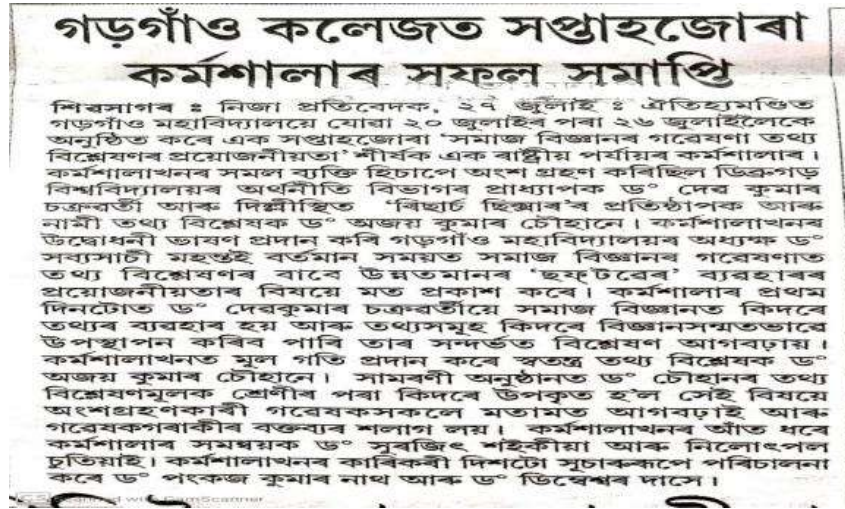 গড়গাঁও কলেজত সপ্তাহজোৰা
কৰ্মশালাৰ সফল সমাপ্তি
শিৱসাগৰ ঃ নিজা প্ৰতিবেদক, ২৭ জুলাই ঃ ঐতিহ্যমণ্ডিত
গড়গাঁও মহাবিদ্যালয়ে যোৱা ২০ জুলাইৰ পৰা ২৬ জুলাইলৈকে
অনুষ্ঠিত কৰে এক সপ্তাহজোৰা ‘সমাজ বিজ্ঞানৰ গৱেষণা তথ্য
বিশ্লেষণৰ প্ৰয়োজনীয়তা’ শীৰ্ষক এক ৰাষ্ট্ৰীয় পৰ্যায়ৰ কৰ্মশালাৰ।
কৰ্মশালাখনৰ সমল ব্যক্তি হিচাপে অংশ গ্ৰহণ কৰিছিল ডিব্ৰুগড়
বিশ্ববিদ্যালয়ৰ অৰ্থনীতি বিভাগৰ প্ৰাধ্যাপক ড° দেৱ কুমাৰ
চক্ৰৱৰ্তী আৰু দিল্লীস্থিত ‘ৰিছাৰ্চ ছিক্সাৰ’ৰ প্ৰতিষ্ঠাপক আৰু
নামী তথ্য বিশ্লেষক ড° অজয় কুমাৰ চৌহানে। কৰ্মশালাখনৰ
উদ্বোধনী ভাষণ প্ৰদান কৰি গড়গাঁও মহাবিদ্যালয়ৰ অধ্যক্ষ ড°
সব্যসাচী মহন্তই বৰ্তমান সময়ত সমাজ বিজ্ঞানৰ গৱেষণাত
তথ্য বিশ্লেষণৰ বাবে উন্নতমানৰ ‘ছফ্‌টৱেৰ’ ব্যৱহাৰৰ
প্ৰয়োজনীয়তাৰ বিষয়ে মত প্ৰকাশ কৰে। কৰ্মশালাৰ প্ৰথম
দিনটোত ড° দেৱকুমাৰ চক্ৰৱৰ্তীয়ে সমাজ বিজ্ঞানত কিদৰে
তথ্যৰ ব্যৱহাৰ হয় আৰু তথ্যসমূহ কিদৰে বিজ্ঞানসন্মতভাৱে
উপস্থাপন কৰিব পাৰি তাৰ সন্দৰ্ভত বিশ্লেষণ আগবঢ়ায়।
কৰ্মশালাখনত মূল গতি প্ৰদান কৰে স্বতন্ত্ৰ তথ্য বিশ্লেষক ড°
অজয় কুমাৰ চৌহানে। সামৰণী অনুষ্ঠানত ড° চৌহানৰ তথ্য
বিশ্লেষণমূলক শ্ৰেণীৰ পৰা কিদৰে উপকৃত হ’ল সেই বিষয়ে
অংশগ্ৰহণকাৰী গৱেষকসকলে মতামত আগবঢ়াই আৰু
গৱেষকগৰাকীৰ বক্তব্যৰ শলাগ লয়। কৰ্মশালাখনৰ আঁত ধৰে
কৰ্মশালাৰ সমন্বয়ক ড° সুৰজিৎ শইকীয়া আৰু নিলোৎপল
চুতিয়াই। কৰ্মশালাখনৰ কাৰিকৰী দিশটো সুচাৰুৰূপে পৰিচালনা
কৰে ড° পংকজ কুমাৰ নাথ আৰু ড° ডিম্বেশ্বৰ দাসে।
CamScanner